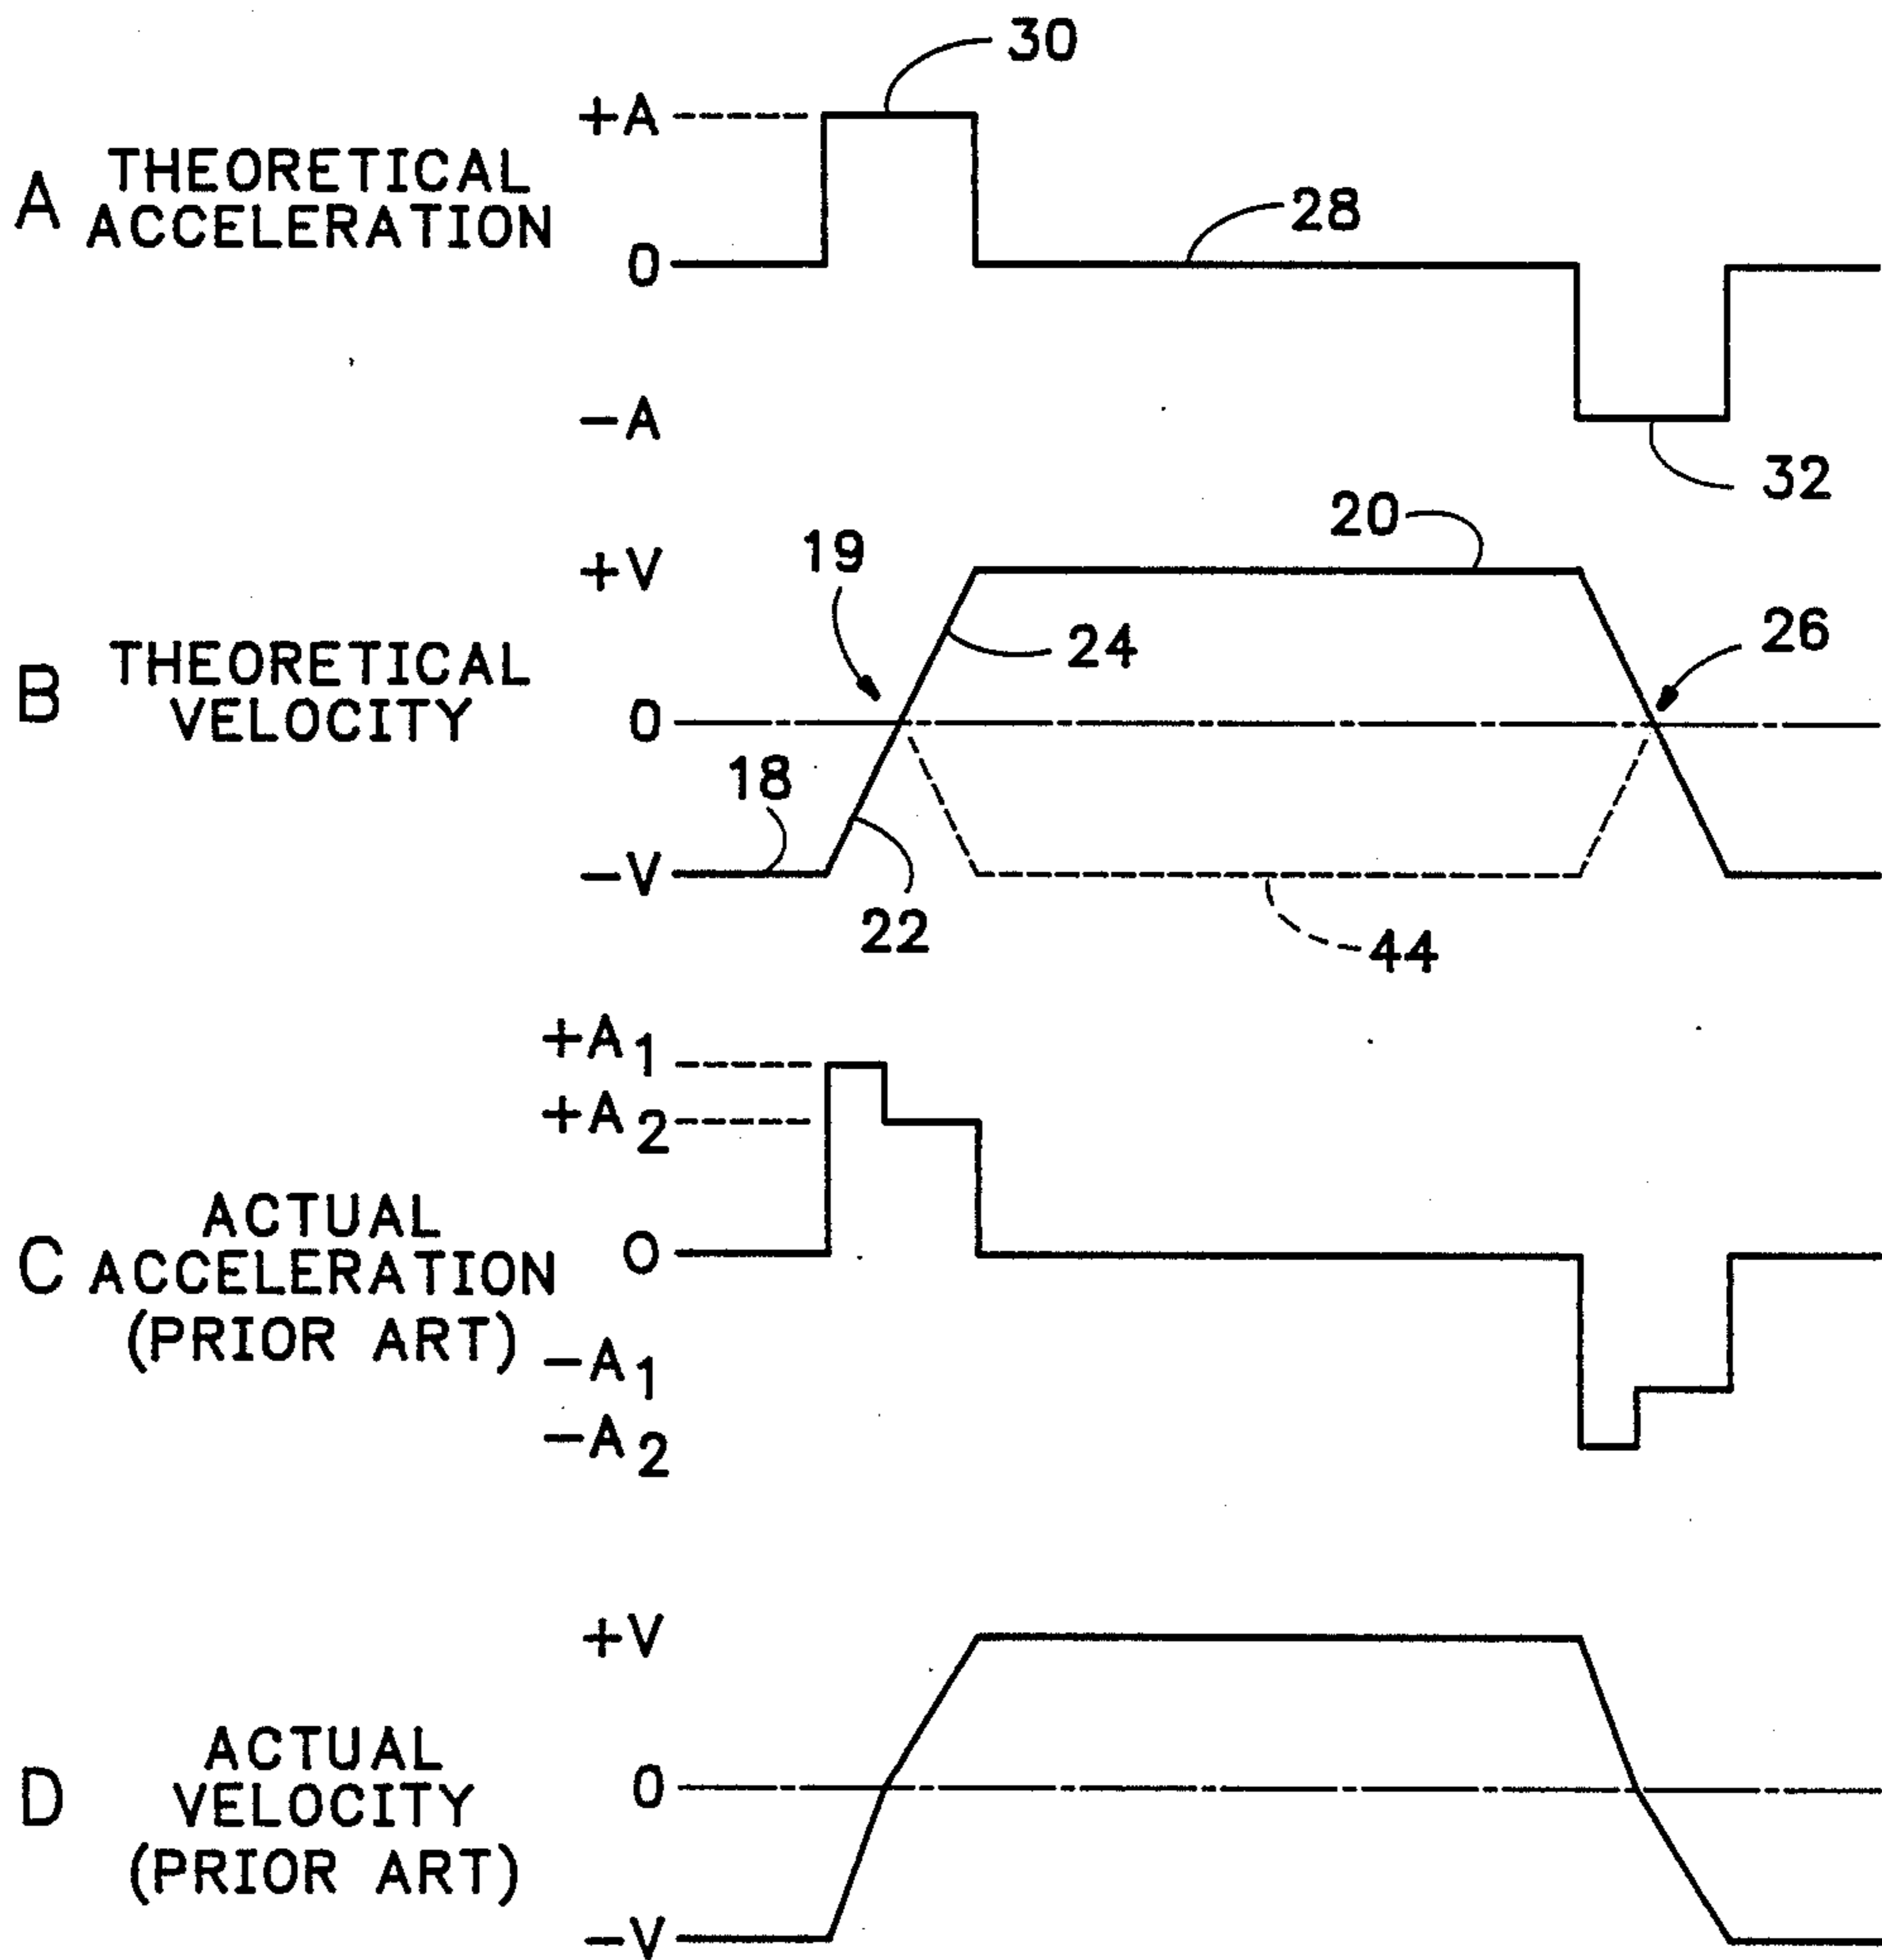 30
+A
A THEORETICAL
ACCELERATION
28
0
-A
32
20
19
+V
26
24
B THEORETICAL
VELOCITY
0
18
-V
22
44
+A1
+A2
C ACTUAL
ACCELERATION
(PRIOR ART)
0
-A1
-A2
+V
D ACTUAL
VELOCITY
(PRIOR ART)
0
-V